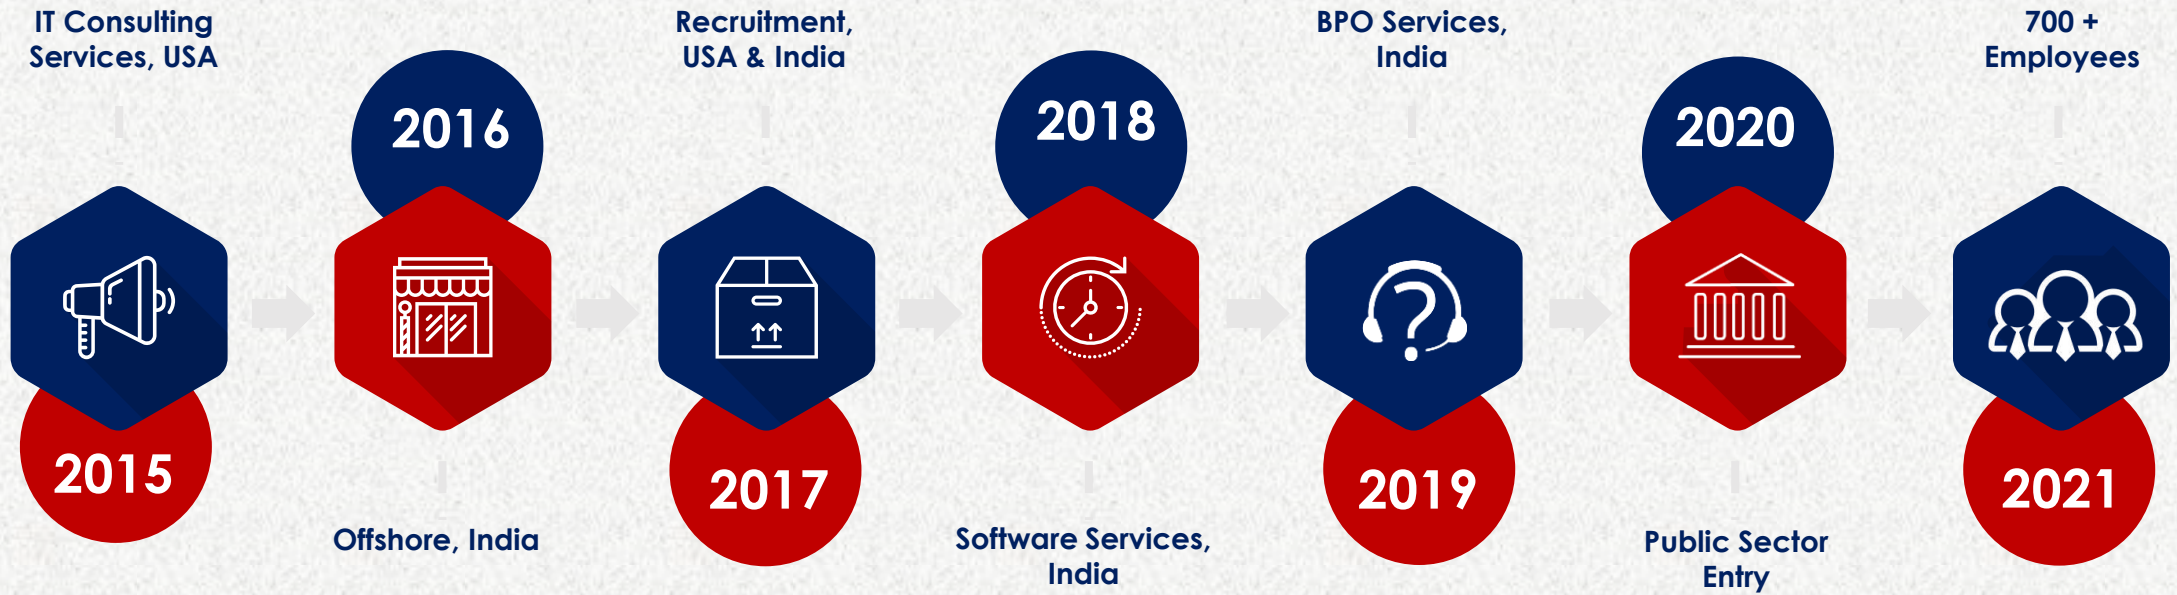 IT Consulting
Services, USA
2015
2016
Offshore, India
Recruitment,
USA & India
2017
2018
Software Services,
India
BPO Services,
India
2019
2020
Public Sector
Entry
700 +
Employees
2021